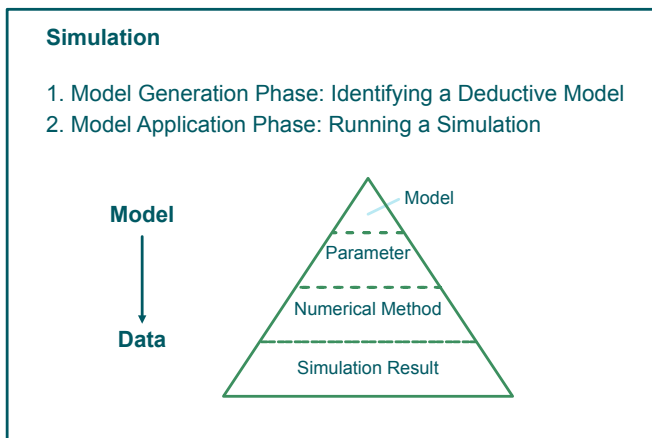 Simulation
1. Model Generation Phase: Identifying a Deductive Model
2. Model Application Phase: Running a Simulation
Model
Data
Model
Parameter
Numerical Method
Simulation Result